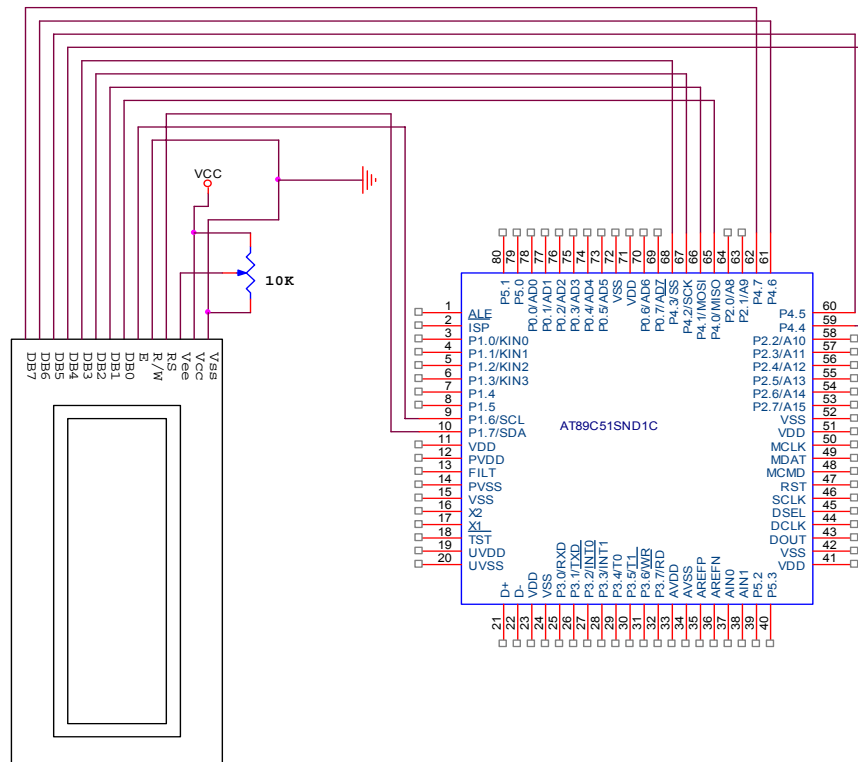 VCC
10K
DB7
DB6
DB5
DB4
DB3
DB2
DB1
DB0
E
R/W
RS
Vee
Vcc
Vss
80
79
78
77
76
75
74
73
72
71
70
69
68
67
66
65
64
63
62
61
P5.1
P5.0
P0.0/AD0
P0.1/AD1
P0.2/AD2
P0.3/AD3
P0.4/AD4
P0.5/AD5
VSS
VDD
P0.6/AD6
P0.7/AD7
P4.3/SS
P4.2/SCK
P4.1/MOSI
P4.0/MISO
P2.0/A8
P2.1/A9
P4.7
P4.6
1 ALE
2 ISP
3 P1.0/KIN0
4 P1.1/KIN1
5 P1.2/KIN2
6 P1.3/KIN3
7 P1.4
8 P1.5
9 P1.6/SCL
10 P1.7/SDA
11 VDD
12 PVDD
13 FILT
14 PVSS
15 VSS
16 X2
17 X1
18 TST
19 UVDD
20 UVSS
AT89C51SND1C
P4.5 60
P4.4 59
P2.2/A10 58
P2.3/A11 57
P2.4/A12 56
P2.5/A13 55
P2.6/A14 54
P2.7/A15 53
VSS 52
VDD 51
MCLK 50
MDAT 49
MCMD 48
RST 47
SCLK 46
DSEL 45
DCLK 44
DOUT 43
VSS 42
VDD 41
D+
D-
VDD
VSS
P3.0/RXD
P3.1/TXD
P3.2/INT0
P3.3/INT1
P3.4/T0
P3.5/T1
P3.6/WR
P3.7/RD
AVDD
AVSS
AREFP
AREFN
AIN0
AIN1
P5.2
P5.3
21
22
23
24
25
26
27
28
29
30
31
32
33
34
35
36
37
38
39
40